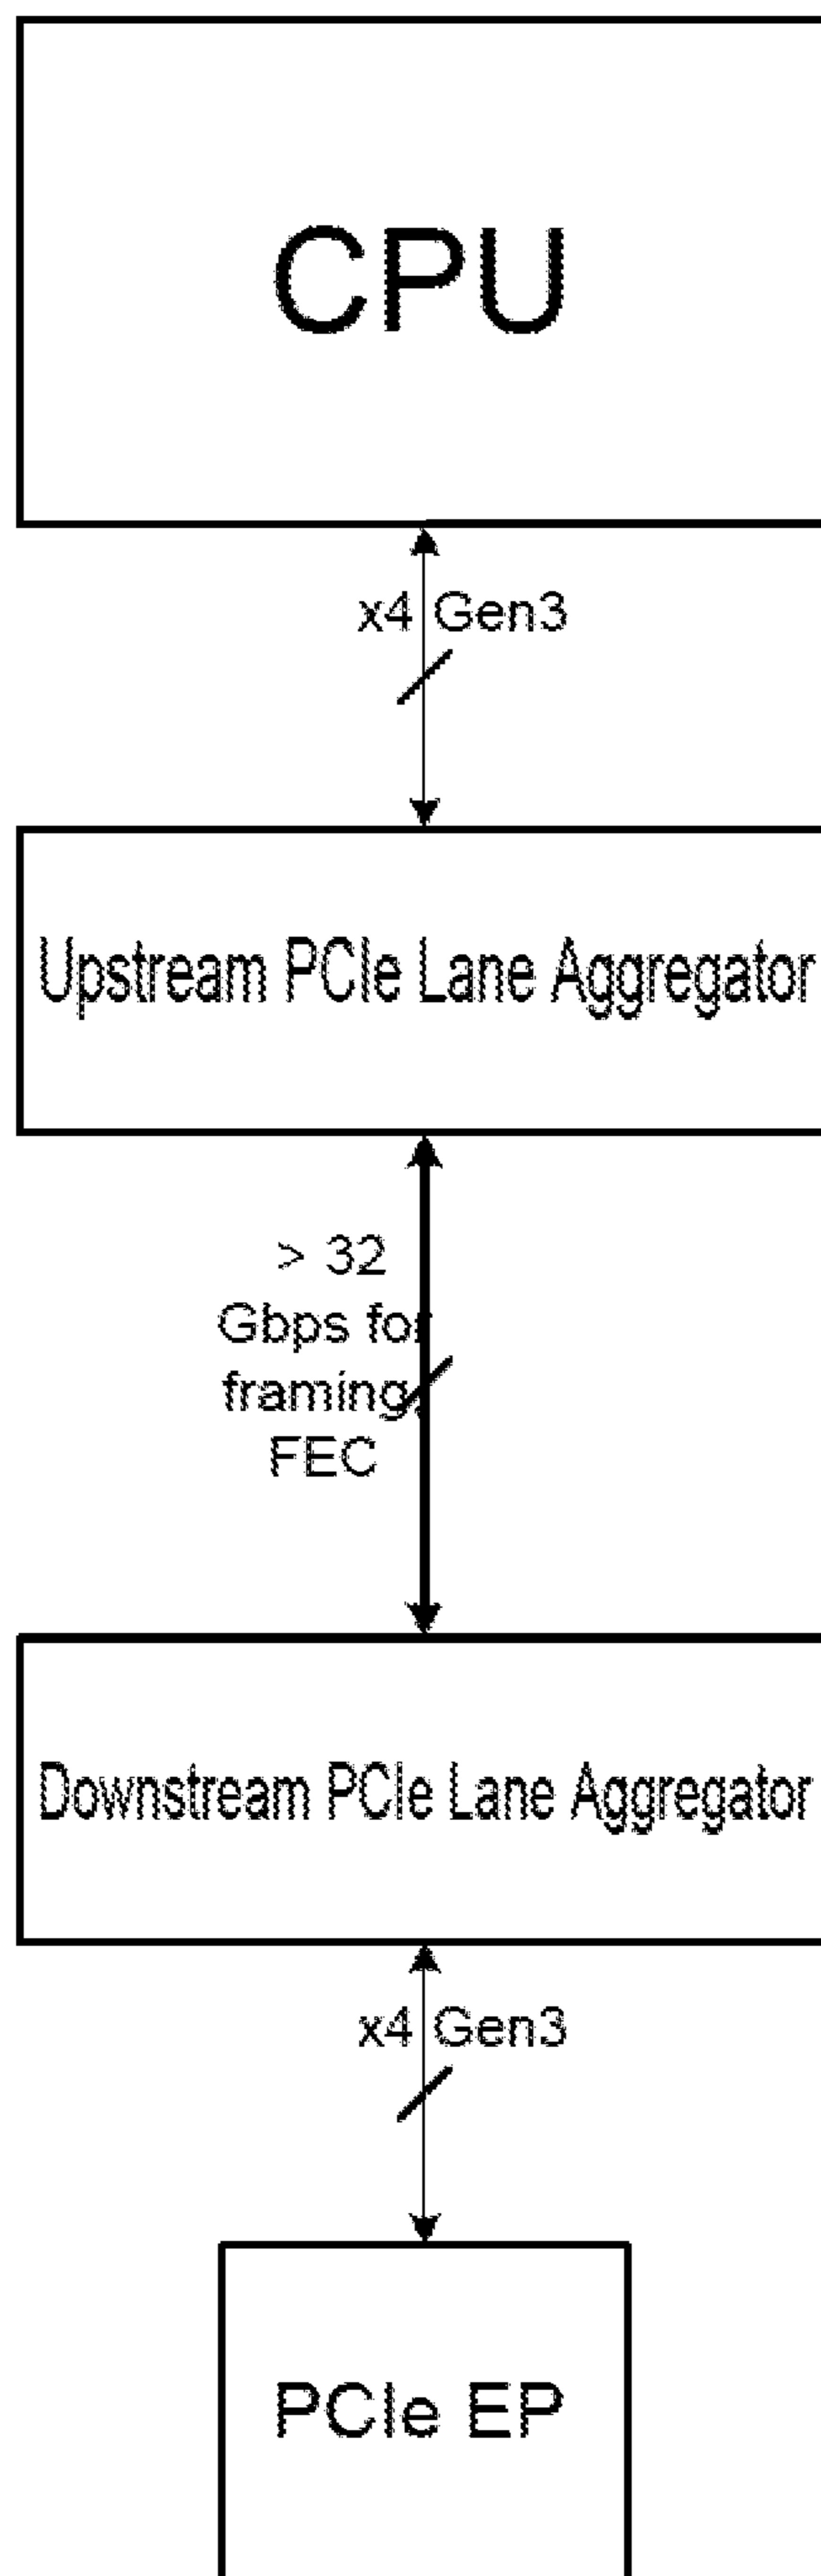 CPU
x4 Gen3
Upstream PCIe Lane Aggregator
> 32
Gbps for
framing,
FEC
Downstream PCIe Lane Aggregator
x4 Gen3
PCIe EP